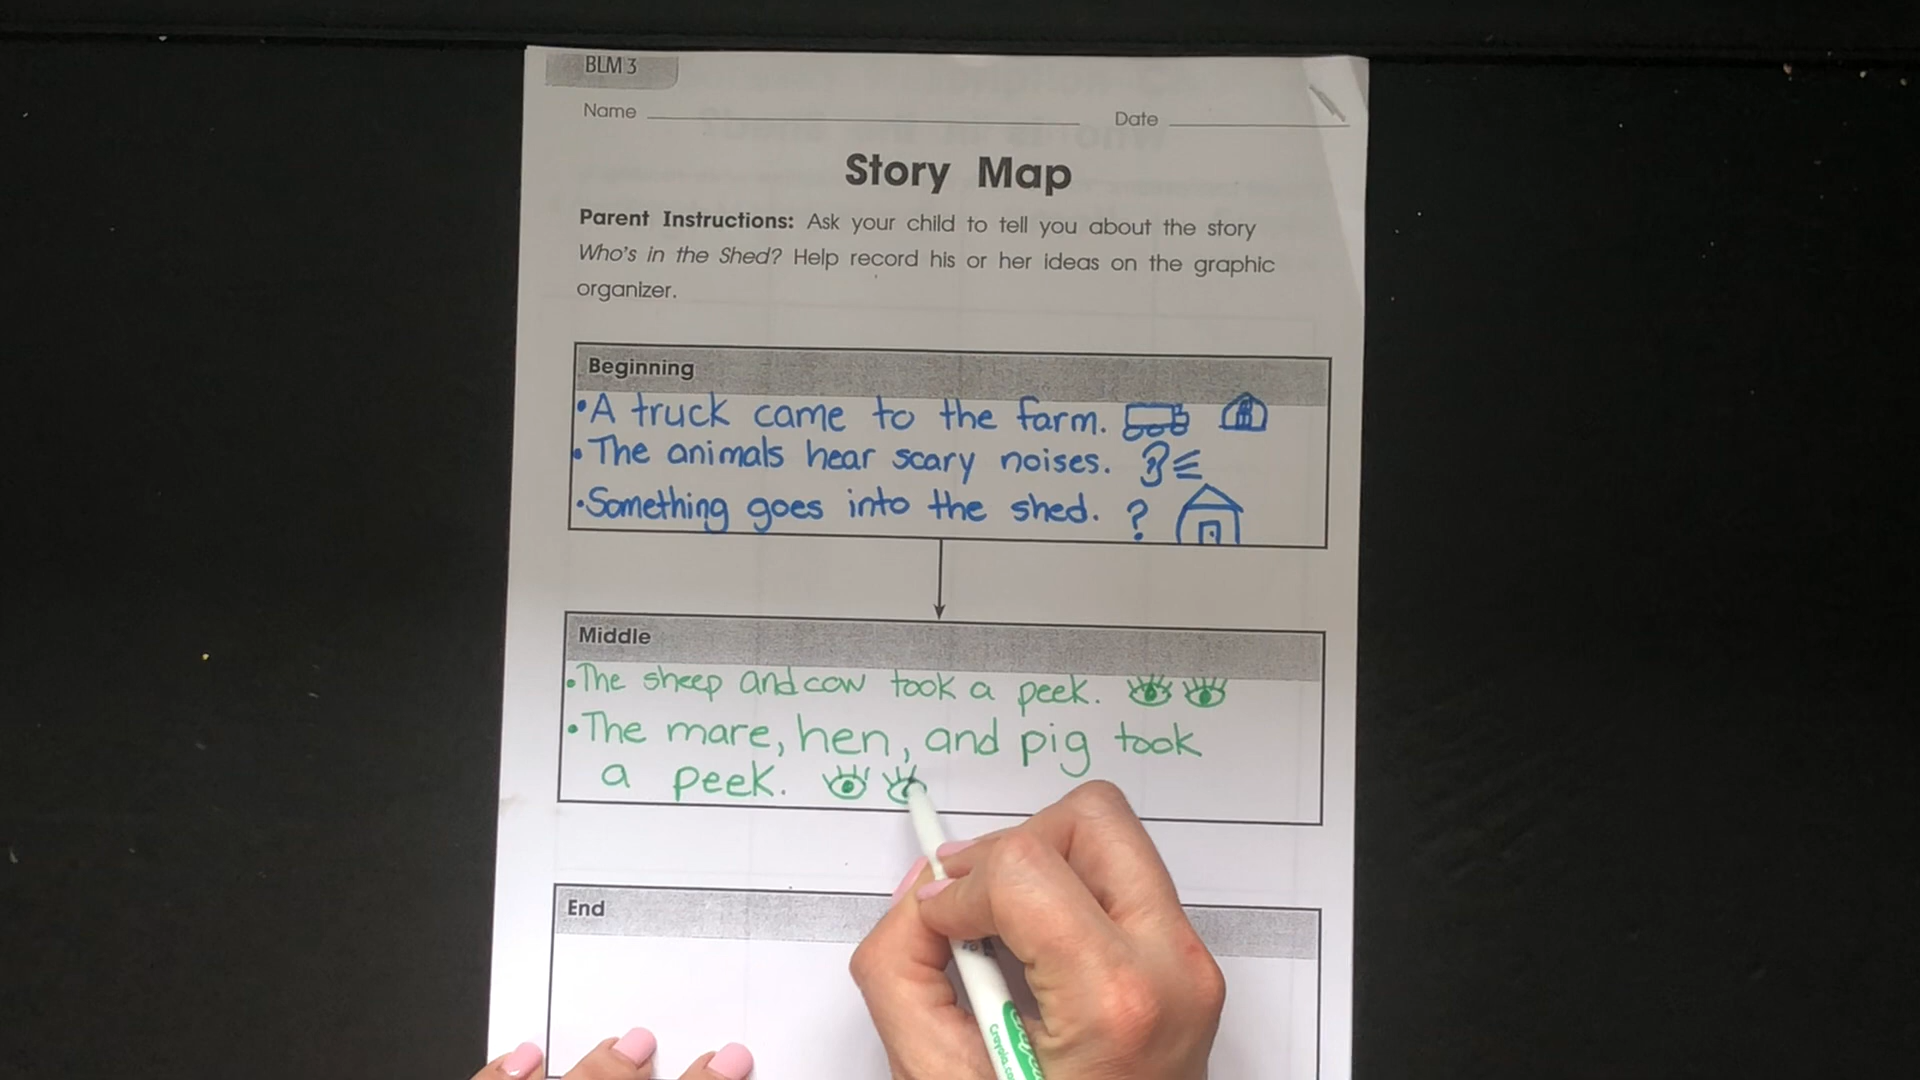 BLM 3
Name Date
Story Map
Parent Instructions: Ask your child to tell you about the story
Who's in the Shed? Help record his or her ideas on the graphic
organizer.
Beginning
•A truck came to the farm.
•The animals hear scary noises.
•Something goes into the shed. ?
Middle
•The sheep and cow took a peek.
•The mare, hen, and pig took
a peek.
End